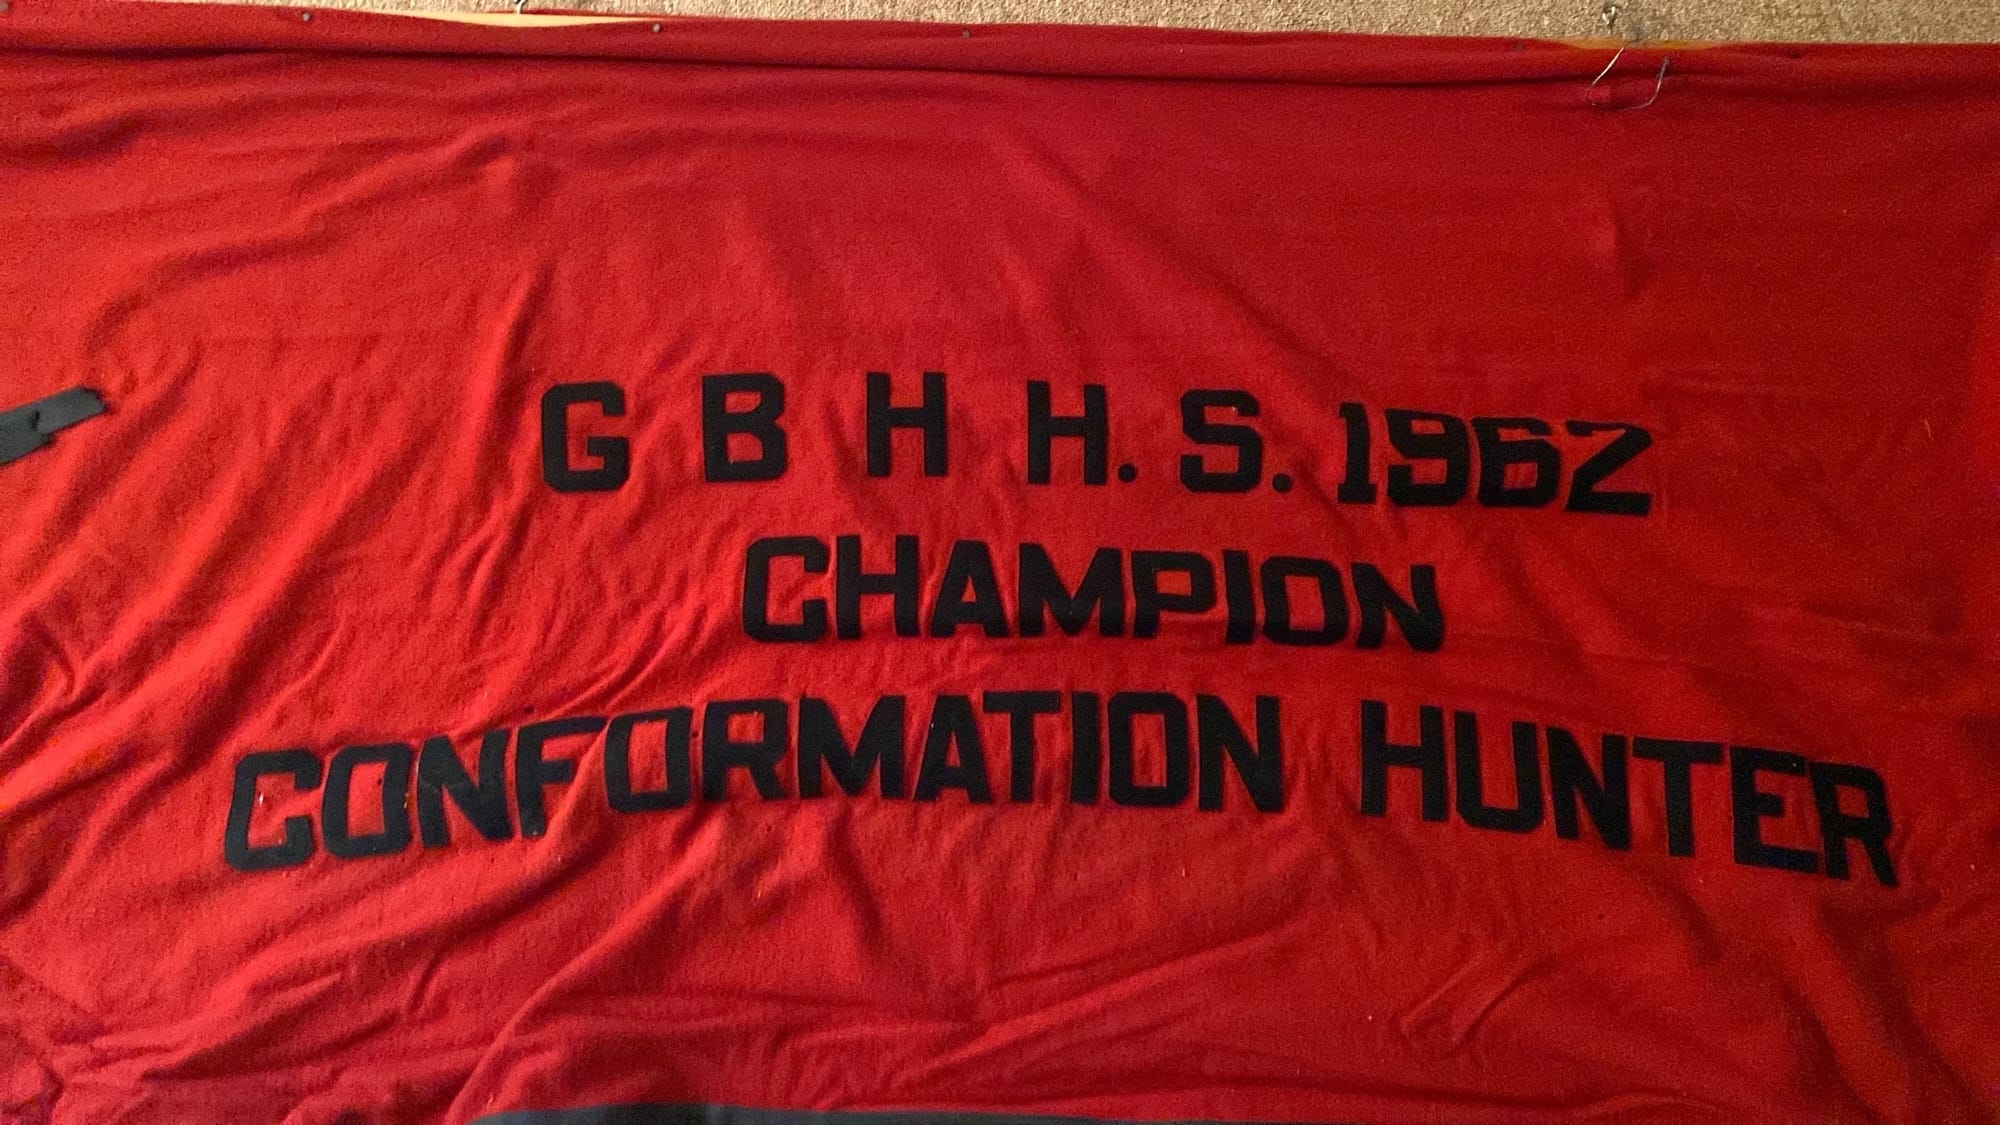 G B H H. S. 1962
CHAMPION
CONFORMATION HUNTER